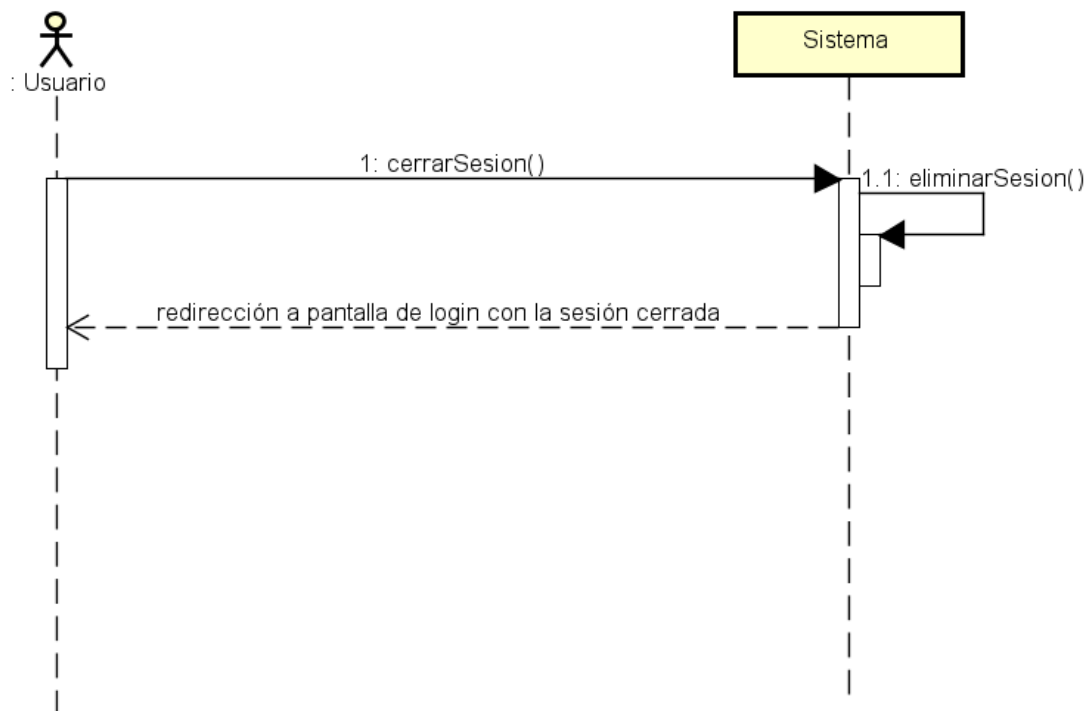 : Usuario
Sistema
1: cerrarSesion()
1.1: eliminarSesion()
redirección a pantalla de login con la sesión cerrada